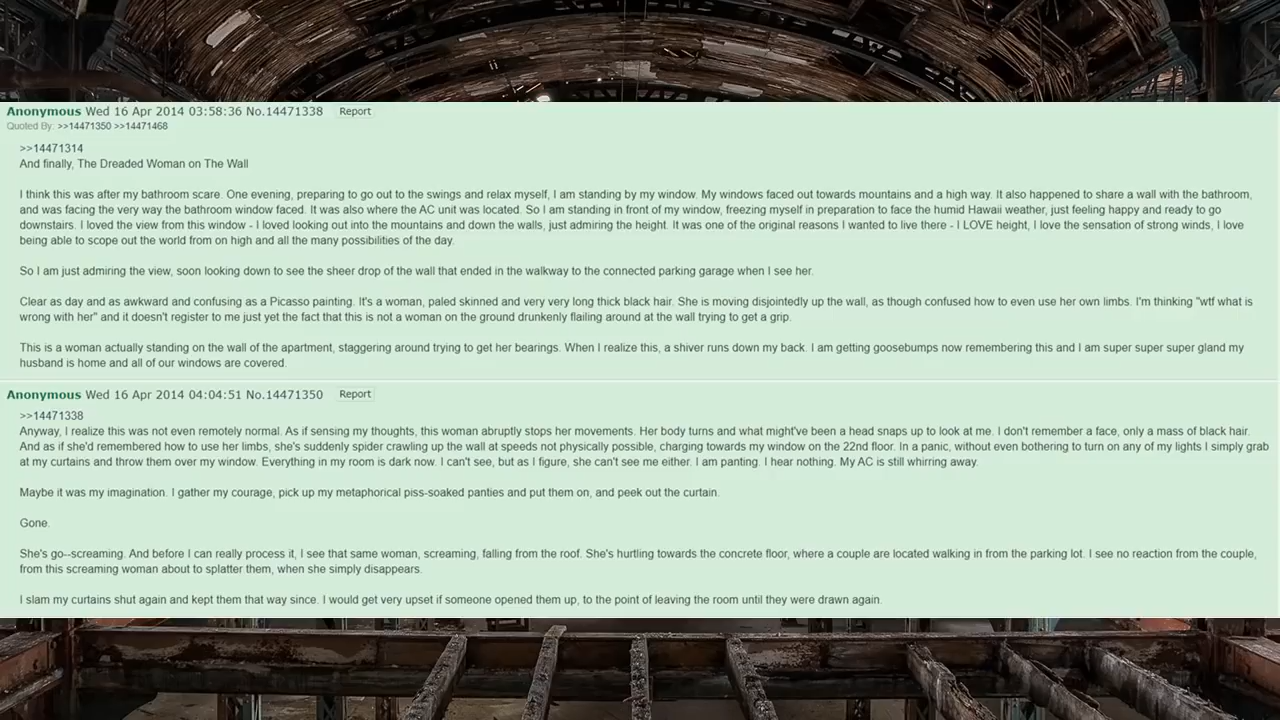 Anonymous Wed 16 Apr 2014 03:58:36 No.14471338 Report
Quoted By: >>14471350 >>14471468
>>14471314
And finally, The Dreaded Woman on The Wall
I think this was after my bathroom scare. One evening, preparing to go out to the swings and relax myself, I am standing by my window. My windows faced out towards mountains and a high way. It also happened to share a wall with the bathroom,
and was facing the very way the bathroom window faced. It was also where the AC unit was located. So I am standing in front of my window, freezing myself in preparation to face the humid Hawaii weather, just feeling happy and ready to go
downstairs. I loved the view from this window - I loved looking out into the mountains and down the walls, just admiring the height. It was one of the original reasons I wanted to live there - I LOVE height, I love the sensation of strong winds, I love
being able to scope out the world from on high and all the many possibilities of the day.
So I am just admiring the view, soon looking down to see the sheer drop of the wall that ended in the walkway to the connected parking garage when I see her.
Clear as day and as awkward and confusing as a Picasso painting. It's a woman, paled skinned and very very long thick black hair. She is moving disjointedly up the wall, as though confused how to even use her own limbs. I'm thinking "wtf what is
wrong with her" and it doesn't register to me just yet the fact that this is not a woman on the ground drunkenly flailing around at the wall trying to get a grip.
This is a woman actually standing on the wall of the apartment, staggering around trying to get her bearings. When I realize this, a shiver runs down my back. I am getting goosebumps now remembering this and I am super super super gland my
husband is home and all of our windows are covered.
Anonymous Wed 16 Apr 2014 04:04:51 No.14471350 Report
>>14471338
Anyway, I realize this was not even remotely normal. As if sensing my thoughts, this woman abruptly stops her movements. Her body turns and what might've been a head snaps up to look at me. I don't remember a face, only a mass of black hair.
And as if she'd remembered how to use her limbs, she's suddenly spider crawling up the wall at speeds not physically possible, charging towards my window on the 22nd floor. In a panic, without even bothering to turn on any of my lights I simply grab
at my curtains and throw them over my window. Everything in my room is dark now. I can't see, but as I figure, she can't see me either. I am panting. I hear nothing. My AC is still whirring away.
Maybe it was my imagination. I gather my courage, pick up my metaphorical piss-soaked panties and put them on, and peek out the curtain.
Gone.
She's go--screaming. And before I can really process it, I see that same woman, screaming, falling from the roof. She's hurtling towards the concrete floor, where a couple are located walking in from the parking lot. I see no reaction from the couple,
from this screaming woman about to splatter them, when she simply disappears.
I slam my curtains shut again and kept them that way since. I would get very upset if someone opened them up, to the point of leaving the room until they were drawn again.